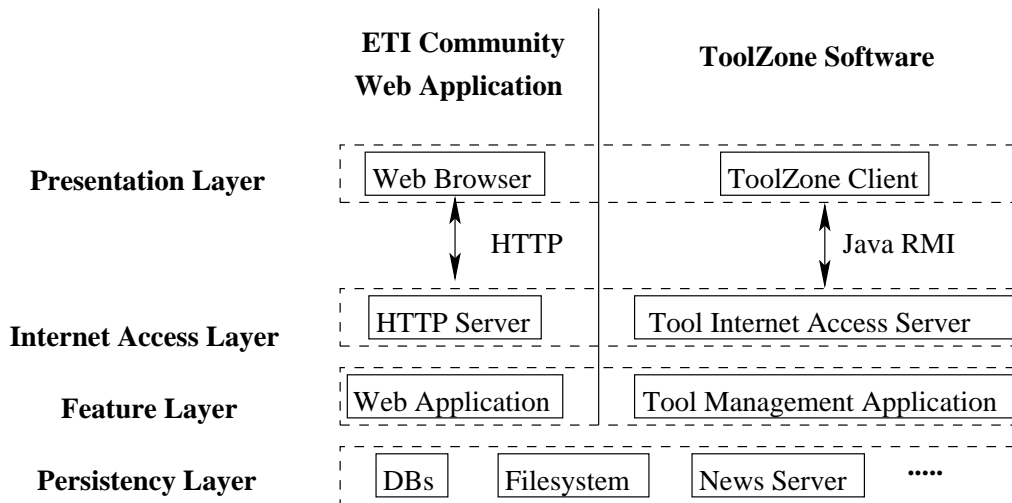 ETI Community
Web Application
ToolZone Software
Presentation Layer
Web Browser
ToolZone Client
HTTP
Java RMI
Internet Access Layer
HTTP Server
Tool Internet Access Server
Feature Layer
Web Application
Tool Management Application
Persistency Layer
DBs
Filesystem
News Server
.....